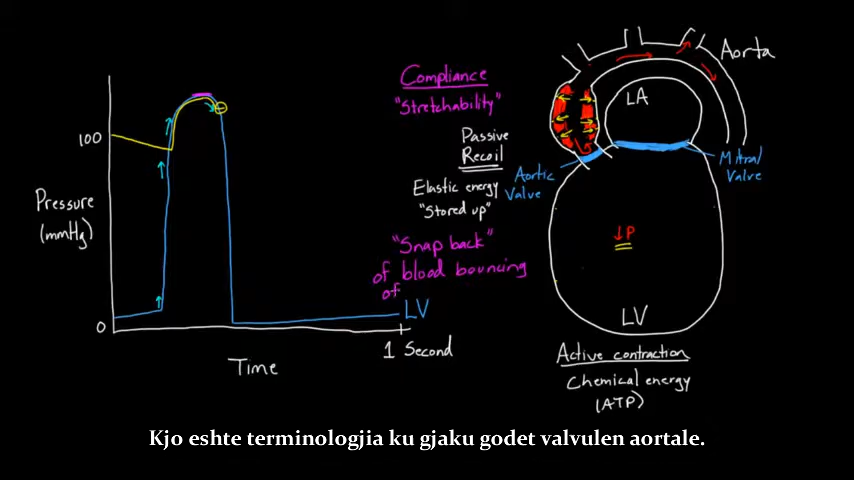 100
Pressure
(mmHg)
0
Time
1 Second
LV
Compliance
"Stretchability"
Passive
Recoil
Elastic energy
"Stored up"
"Snap back"
of blood bouncing
of
Aorta
LA
Aortic
Valve
Mitral
Valve
↓P
LV
Active contraction
Chemical energy
(ATP)
Kjo eshte terminologjia ku gjaku godet valvulen aortale.